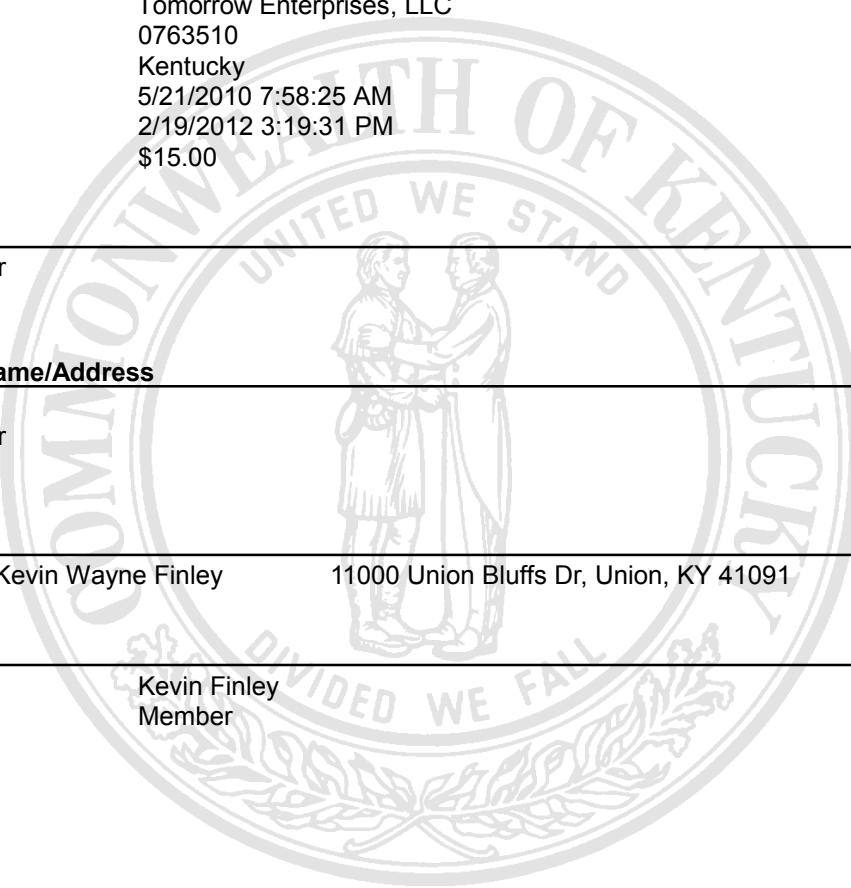 Tomorrow Enterprises, LLC
0763510
Kentucky
5/21/2010 7:58:25 AM
2/19/2012 3:19:31 PM
$15.00
COMMONWEALTH OF KENTUCKY
UNITED WE STAND
r
ame/Address
r
Kevin Wayne Finley 11000 Union Bluffs Dr, Union, KY 41091
DIVIDED WE FALL
Kevin Finley
Member